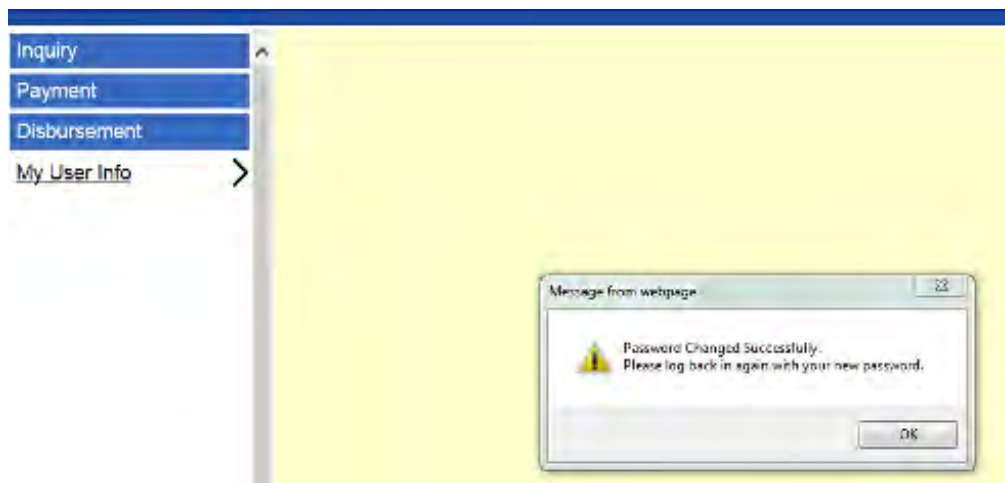 Inquiry
Payment
Disbursement
My User Info
Message from webpage
Password Changed Successfully.
Please log back in again with your new password.
OK